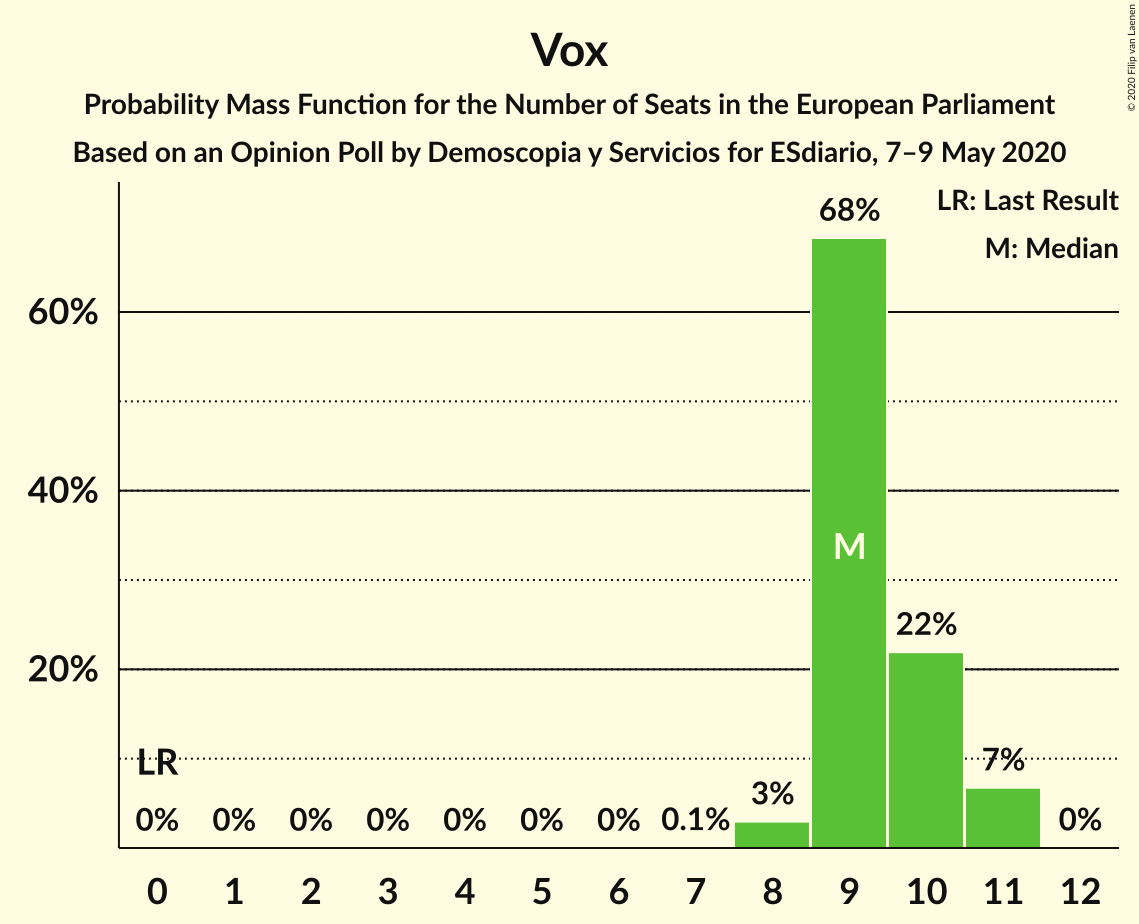 Vox
Probability Mass Function for the Number of Seats in the European Parliament
Based on an Opinion Poll by Demoscopia y Servicios for ESdiario, 7–9 May 2020
© 2020 Filip van Laenen
LR: Last Result
M: Median
68%
60%
40%
M
22%
20%
LR
7%
3%
0% 0% 0% 0% 0% 0% 0% 0.1% 0%
0 1 2 3 4 5 6 7 8 9 10 11 12